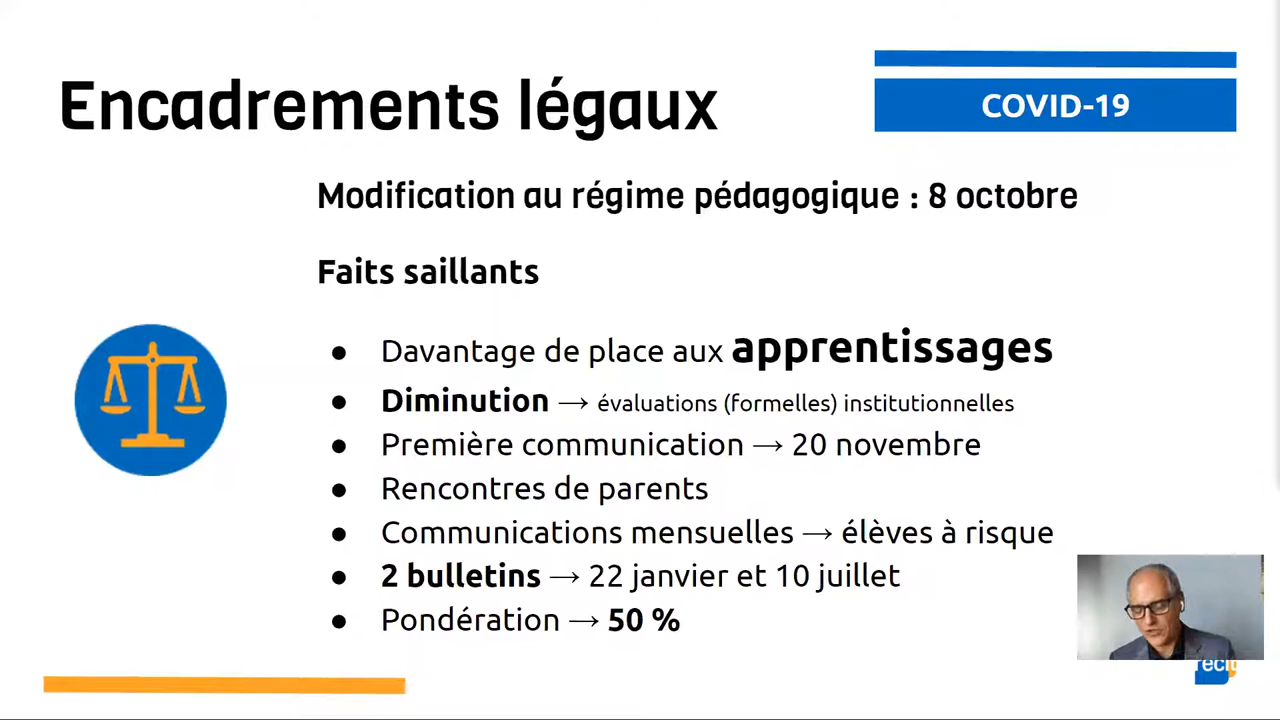 Encadrements légaux
COVID-19
Modification au régime pédagogique : 8 octobre
Faits saillants
● Davantage de place aux apprentissages
● Diminution → évaluations (formelles) institutionnelles
● Première communication → 20 novembre
● Rencontres de parents
● Communications mensuelles → élèves à risque
● 2 bulletins → 22 janvier et 10 juillet
● Pondération → 50 %